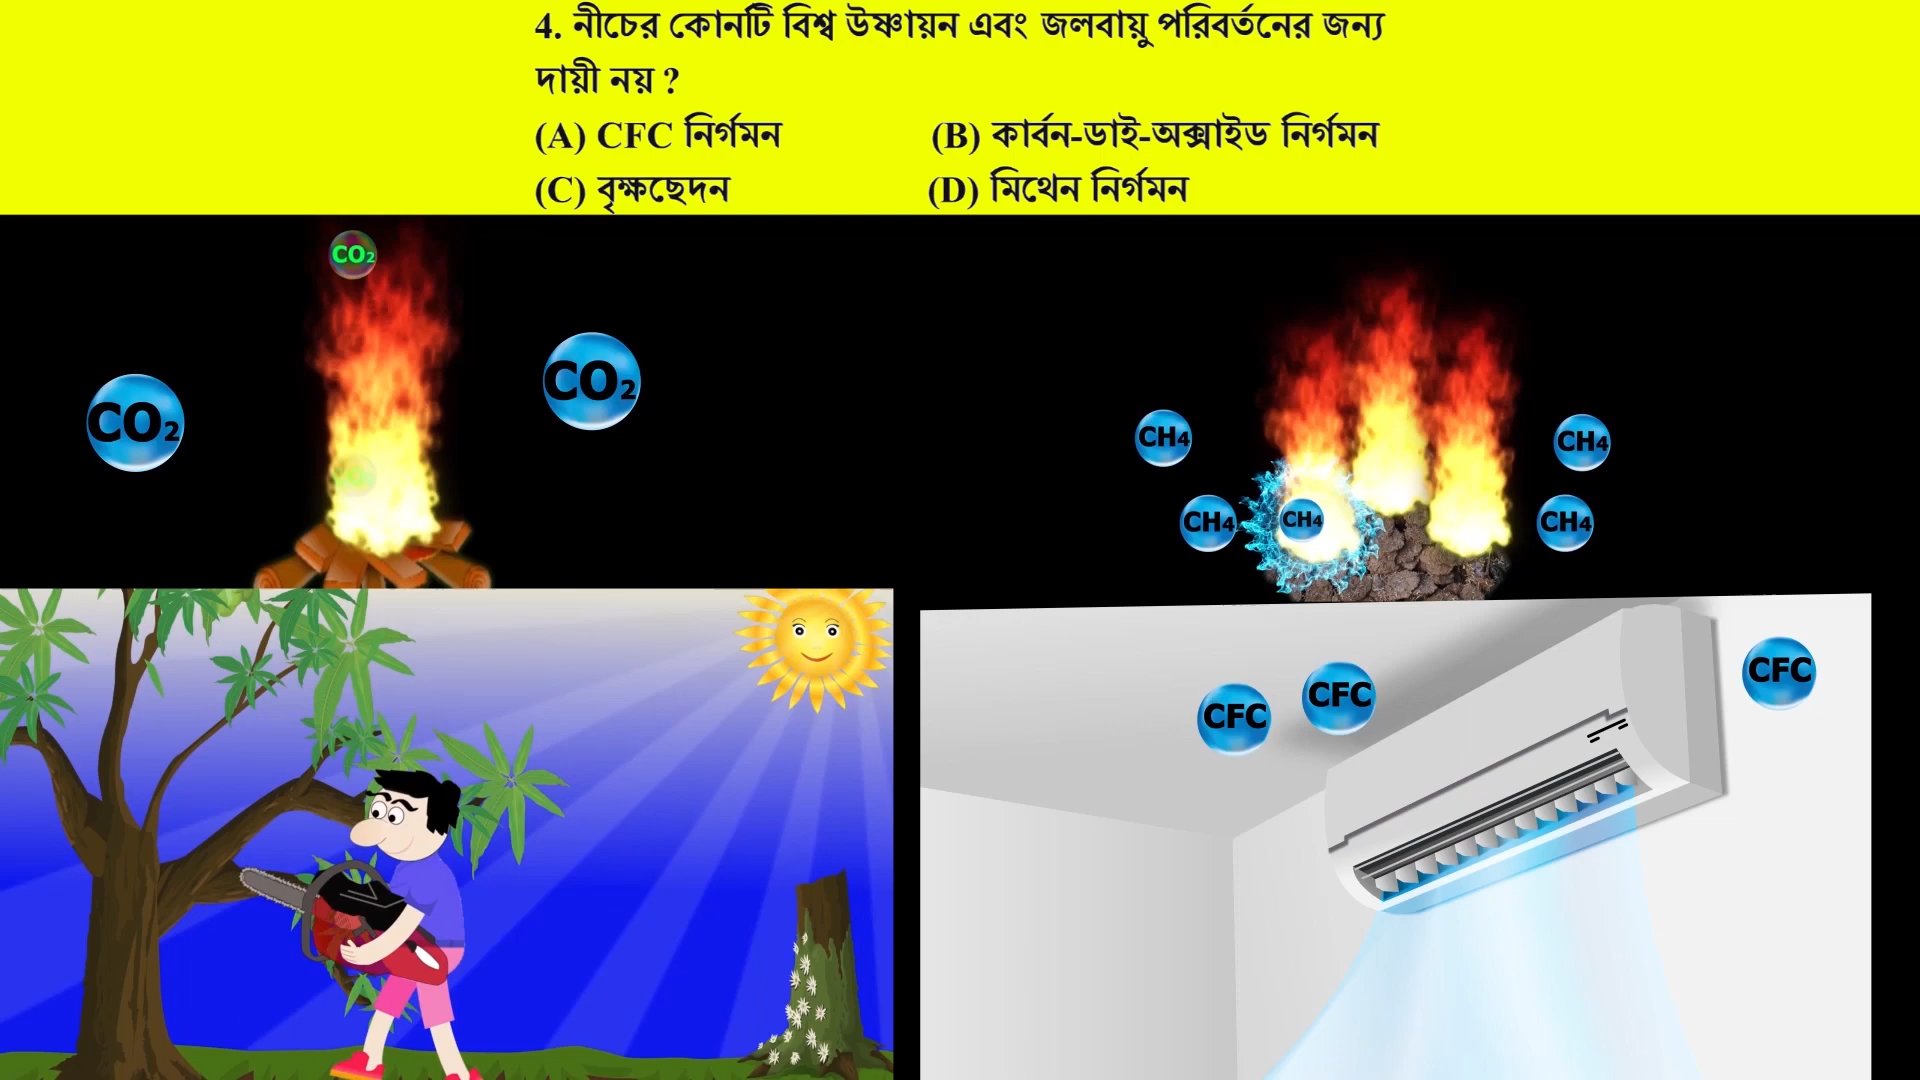 4. নীচের কোনটি বিশ্ব উষ্ণায়ন এবং জলবায়ু পরিবর্তনের জন্য
দায়ী নয় ?
(A) CFC নির্গমন (B) কার্বন-ডাই-অক্সাইড নির্গমন
(C) বৃক্ষছেদন (D) মিথেন নির্গমন
CO₂
CO₂
CO₂
CO₂
CH4
CH4
CH4
CH4
CH4
CFC
CFC
CFC